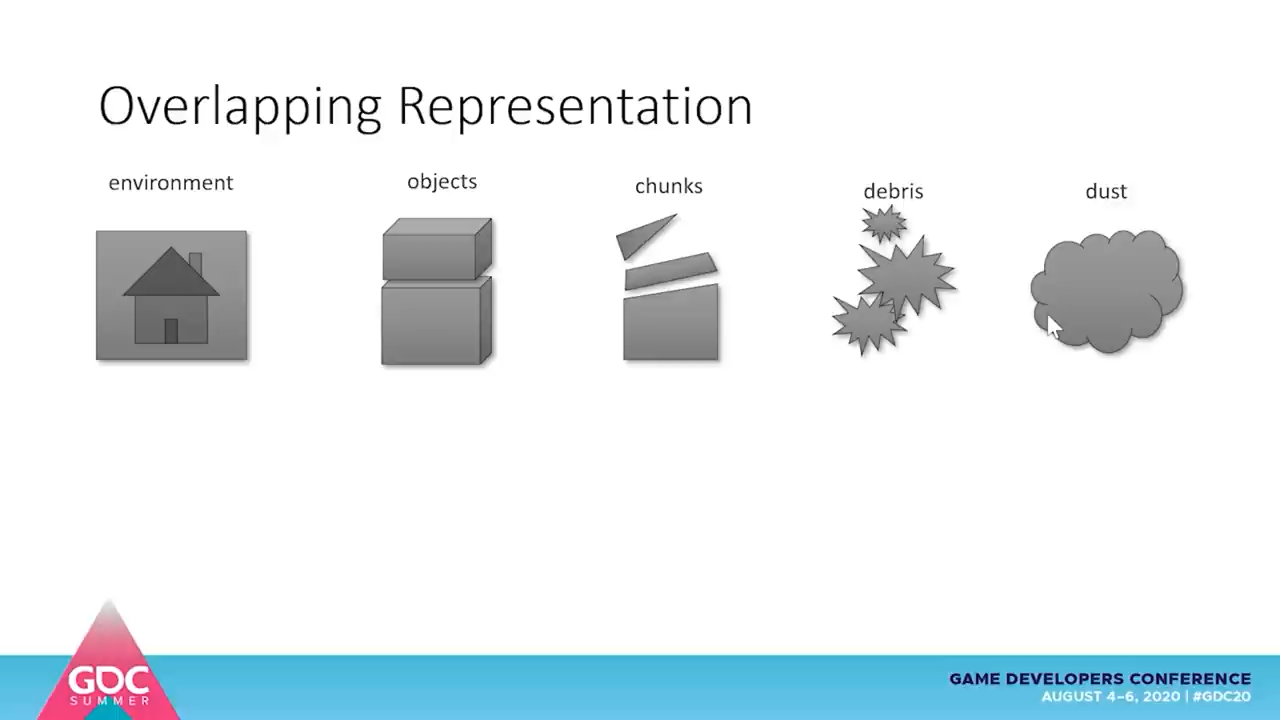 Overlapping Representation
environment
objects
chunks
debris
dust
GDC
SUMMER
GAME DEVELOPERS CONFERENCE
AUGUST 4–6, 2020 | #GDC20